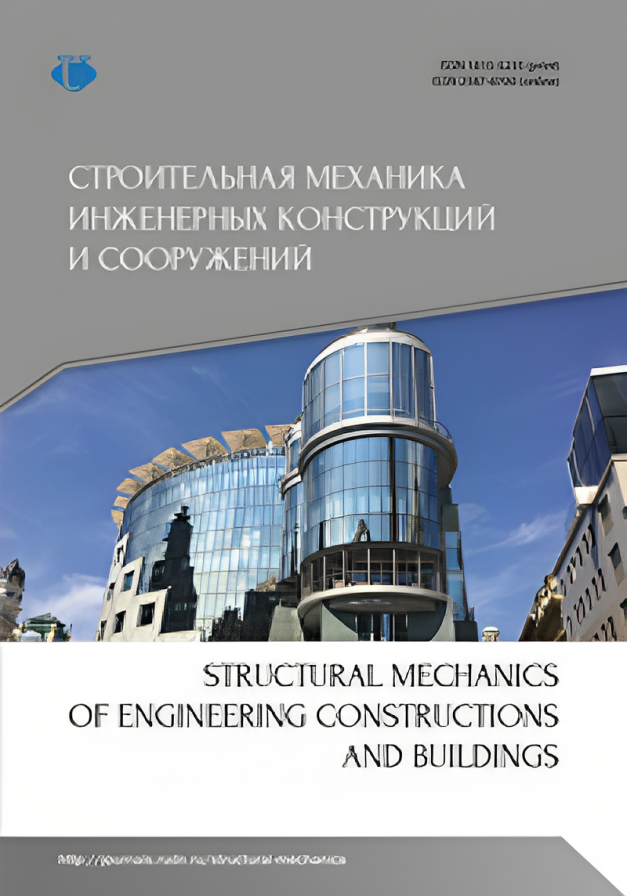 СТРОИТЕЛЬНАЯ МЕХАНИКА
ИНЖЕНЕРНЫХ КОНСТРУКЦИЙ
И СООРУЖЕНИЙ
STRUCTURAL MECHANICS
OF ENGINEERING CONSTRUCTIONS
AND BUILDINGS